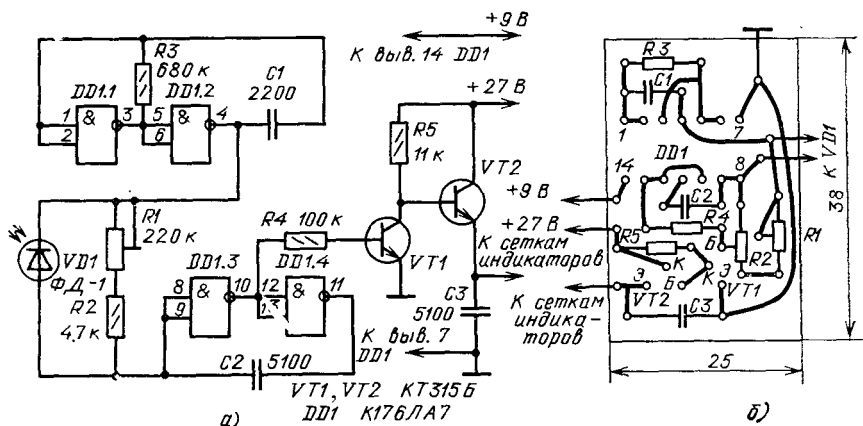 +9 В
К выв. 14 DD1
R3
680 к
C1
2200
DD1.1
DD1.2
1
2
&
3
5
6
&
4
+27 В
R5
11 к
VT2
R1
220 к
R4 100 к
VT1
VD1
ФД-1
R2
4,7 к
DD1.3
DD1.4
8
9
&
10
12
13
&
11
К сеткам
индикаторов
C3
5100
К выв. 7
DD1
C2
5100
VT1, VT2 КТ315Б
DD1 К176ЛА7
а)
R3
C1
1
7
К VD1
14
DD1
8
+9 В
C2
+27 В
R4
R5
Б
R2
R1
К
К
Э
Б
Э
VT2
VT1
C3
К сеткам
индика-
торов
38
25
б)